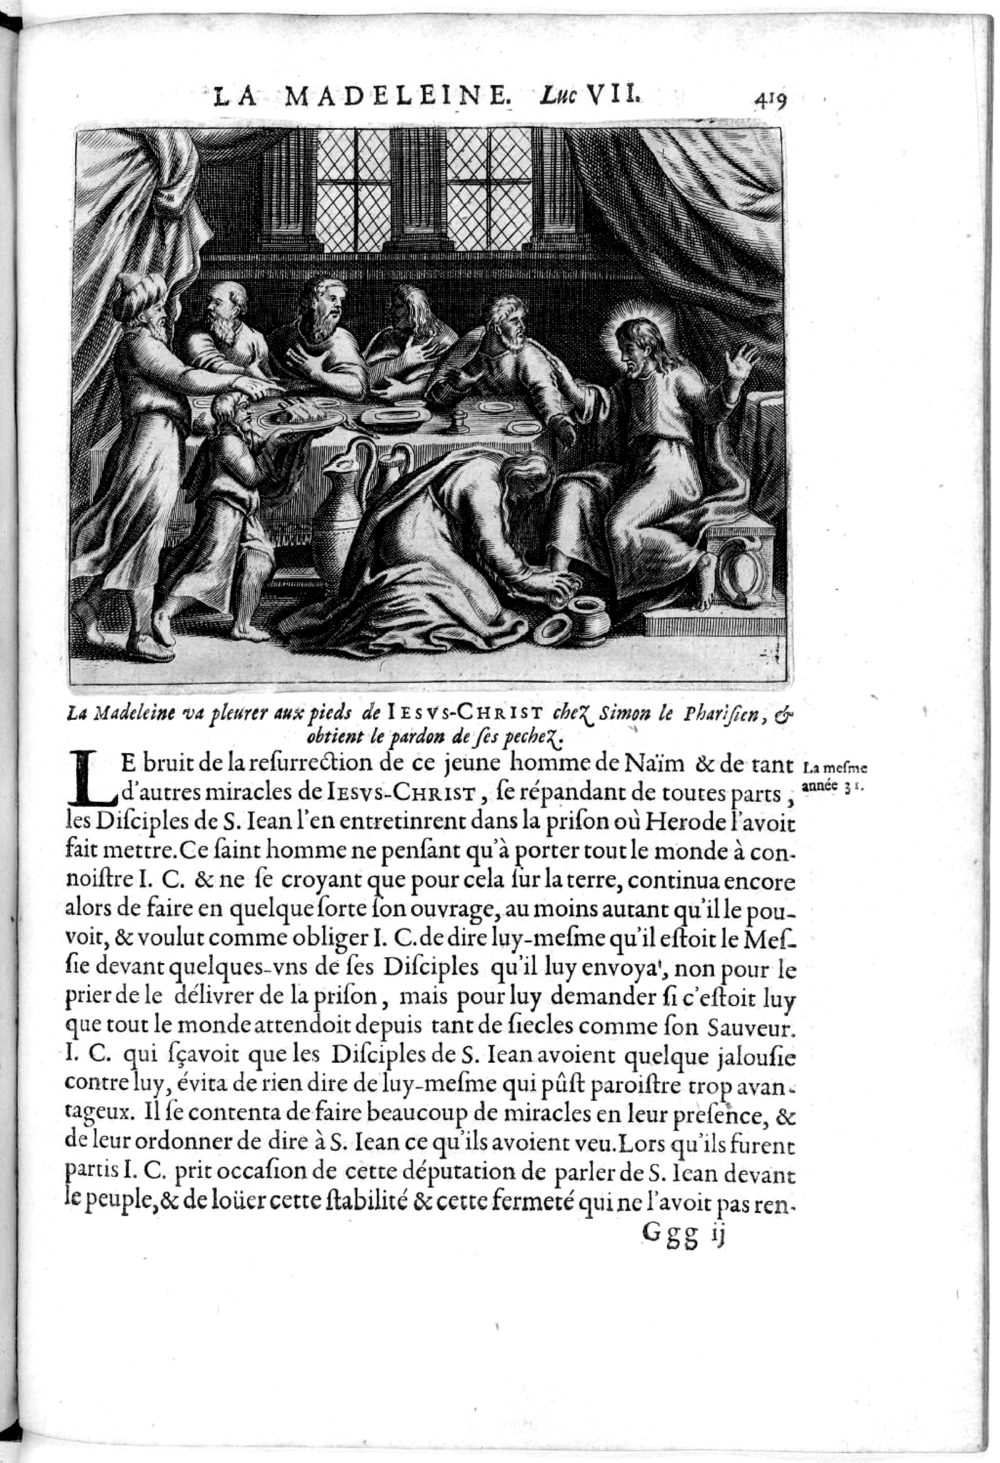 LA MADELEINE. Luc VII. 419
La Madeleine va pleurer aux pieds de IESVS-CHRIST chez Simon le Pharisien, &
obtient le pardon de ſes pechez.
LE bruit de la reſurrection de ce jeune homme de Naïm & de tant
d'autres miracles de IESVS-CHRIST, ſe répandant de toutes parts,
La meſme
année 31.
les Diſciples de S. Iean l'en entretinrent dans la priſon où Herode l'avoit
fait mettre. Ce ſaint homme ne penſant qu'à porter tout le monde à con-
noiſtre I. C. & ne ſe croyant que pour cela ſur la terre, continua encore
alors de faire en quelque ſorte ſon ouvrage, au moins autant qu'il le pou-
voit, & voulut comme obliger I. C. de dire luy-meſme qu'il eſtoit le Meſ-
ſie devant quelques-vns de ſes Diſciples qu'il luy envoya', non pour le
prier de le délivrer de la priſon, mais pour luy demander ſi c'eſtoit luy
que tout le monde attendoit depuis tant de ſiecles comme ſon Sauveur.
I. C. qui ſçavoit que les Diſciples de S. Iean avoient quelque jalouſie
contre luy, évita de rien dire de luy-meſme qui pûſt paroiſtre trop avan-
tageux. Il ſe contenta de faire beaucoup de miracles en leur preſence, &
de leur ordonner de dire à S. Iean ce qu'ils avoient veu. Lors qu'ils furent
partis I. C. prit occaſion de cette députation de parler de S. Iean devant
le peuple, & de loüer cette ſtabilité & cette fermeté qui ne l'avoit pas ren-
Ggg ij